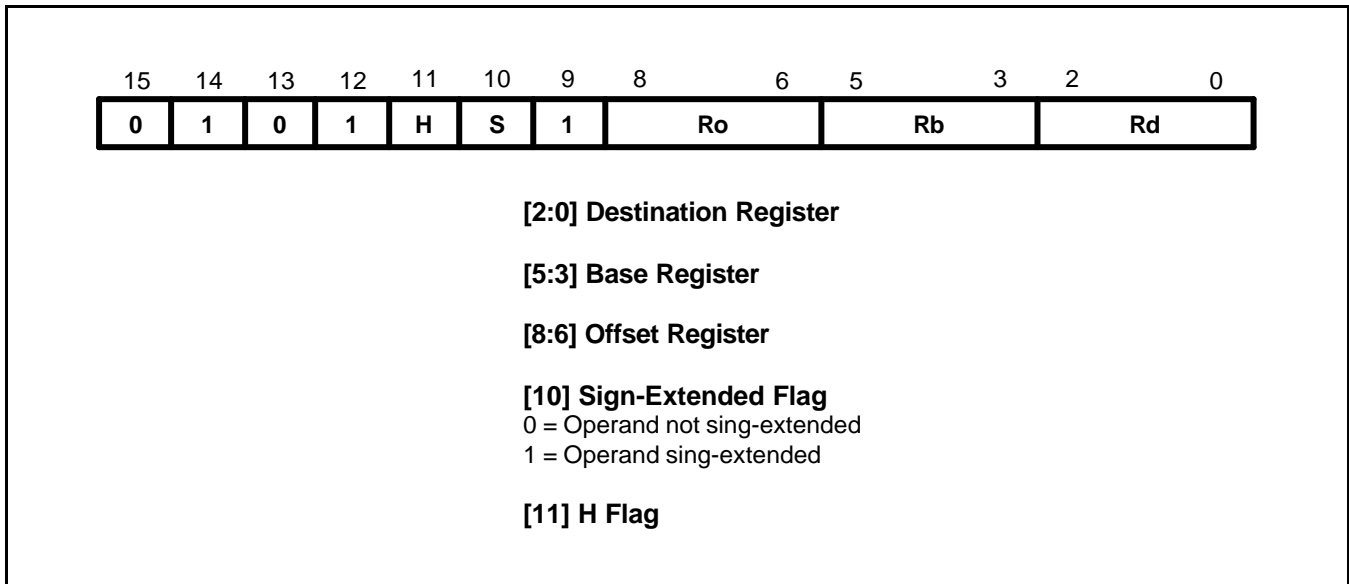 15 14 13 12 11 10 9 8 6 5 3 2 0
0 1 0 1 H S 1 Ro Rb Rd
[2:0] Destination Register
[5:3] Base Register
[8:6] Offset Register
[10] Sign-Extended Flag
0 = Operand not sing-extended
1 = Operand sing-extended
[11] H Flag